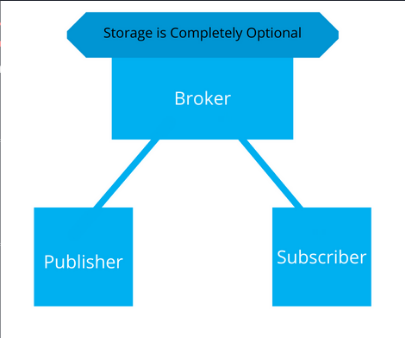 Storage is Completely Optional
Broker
Publisher
Subscriber